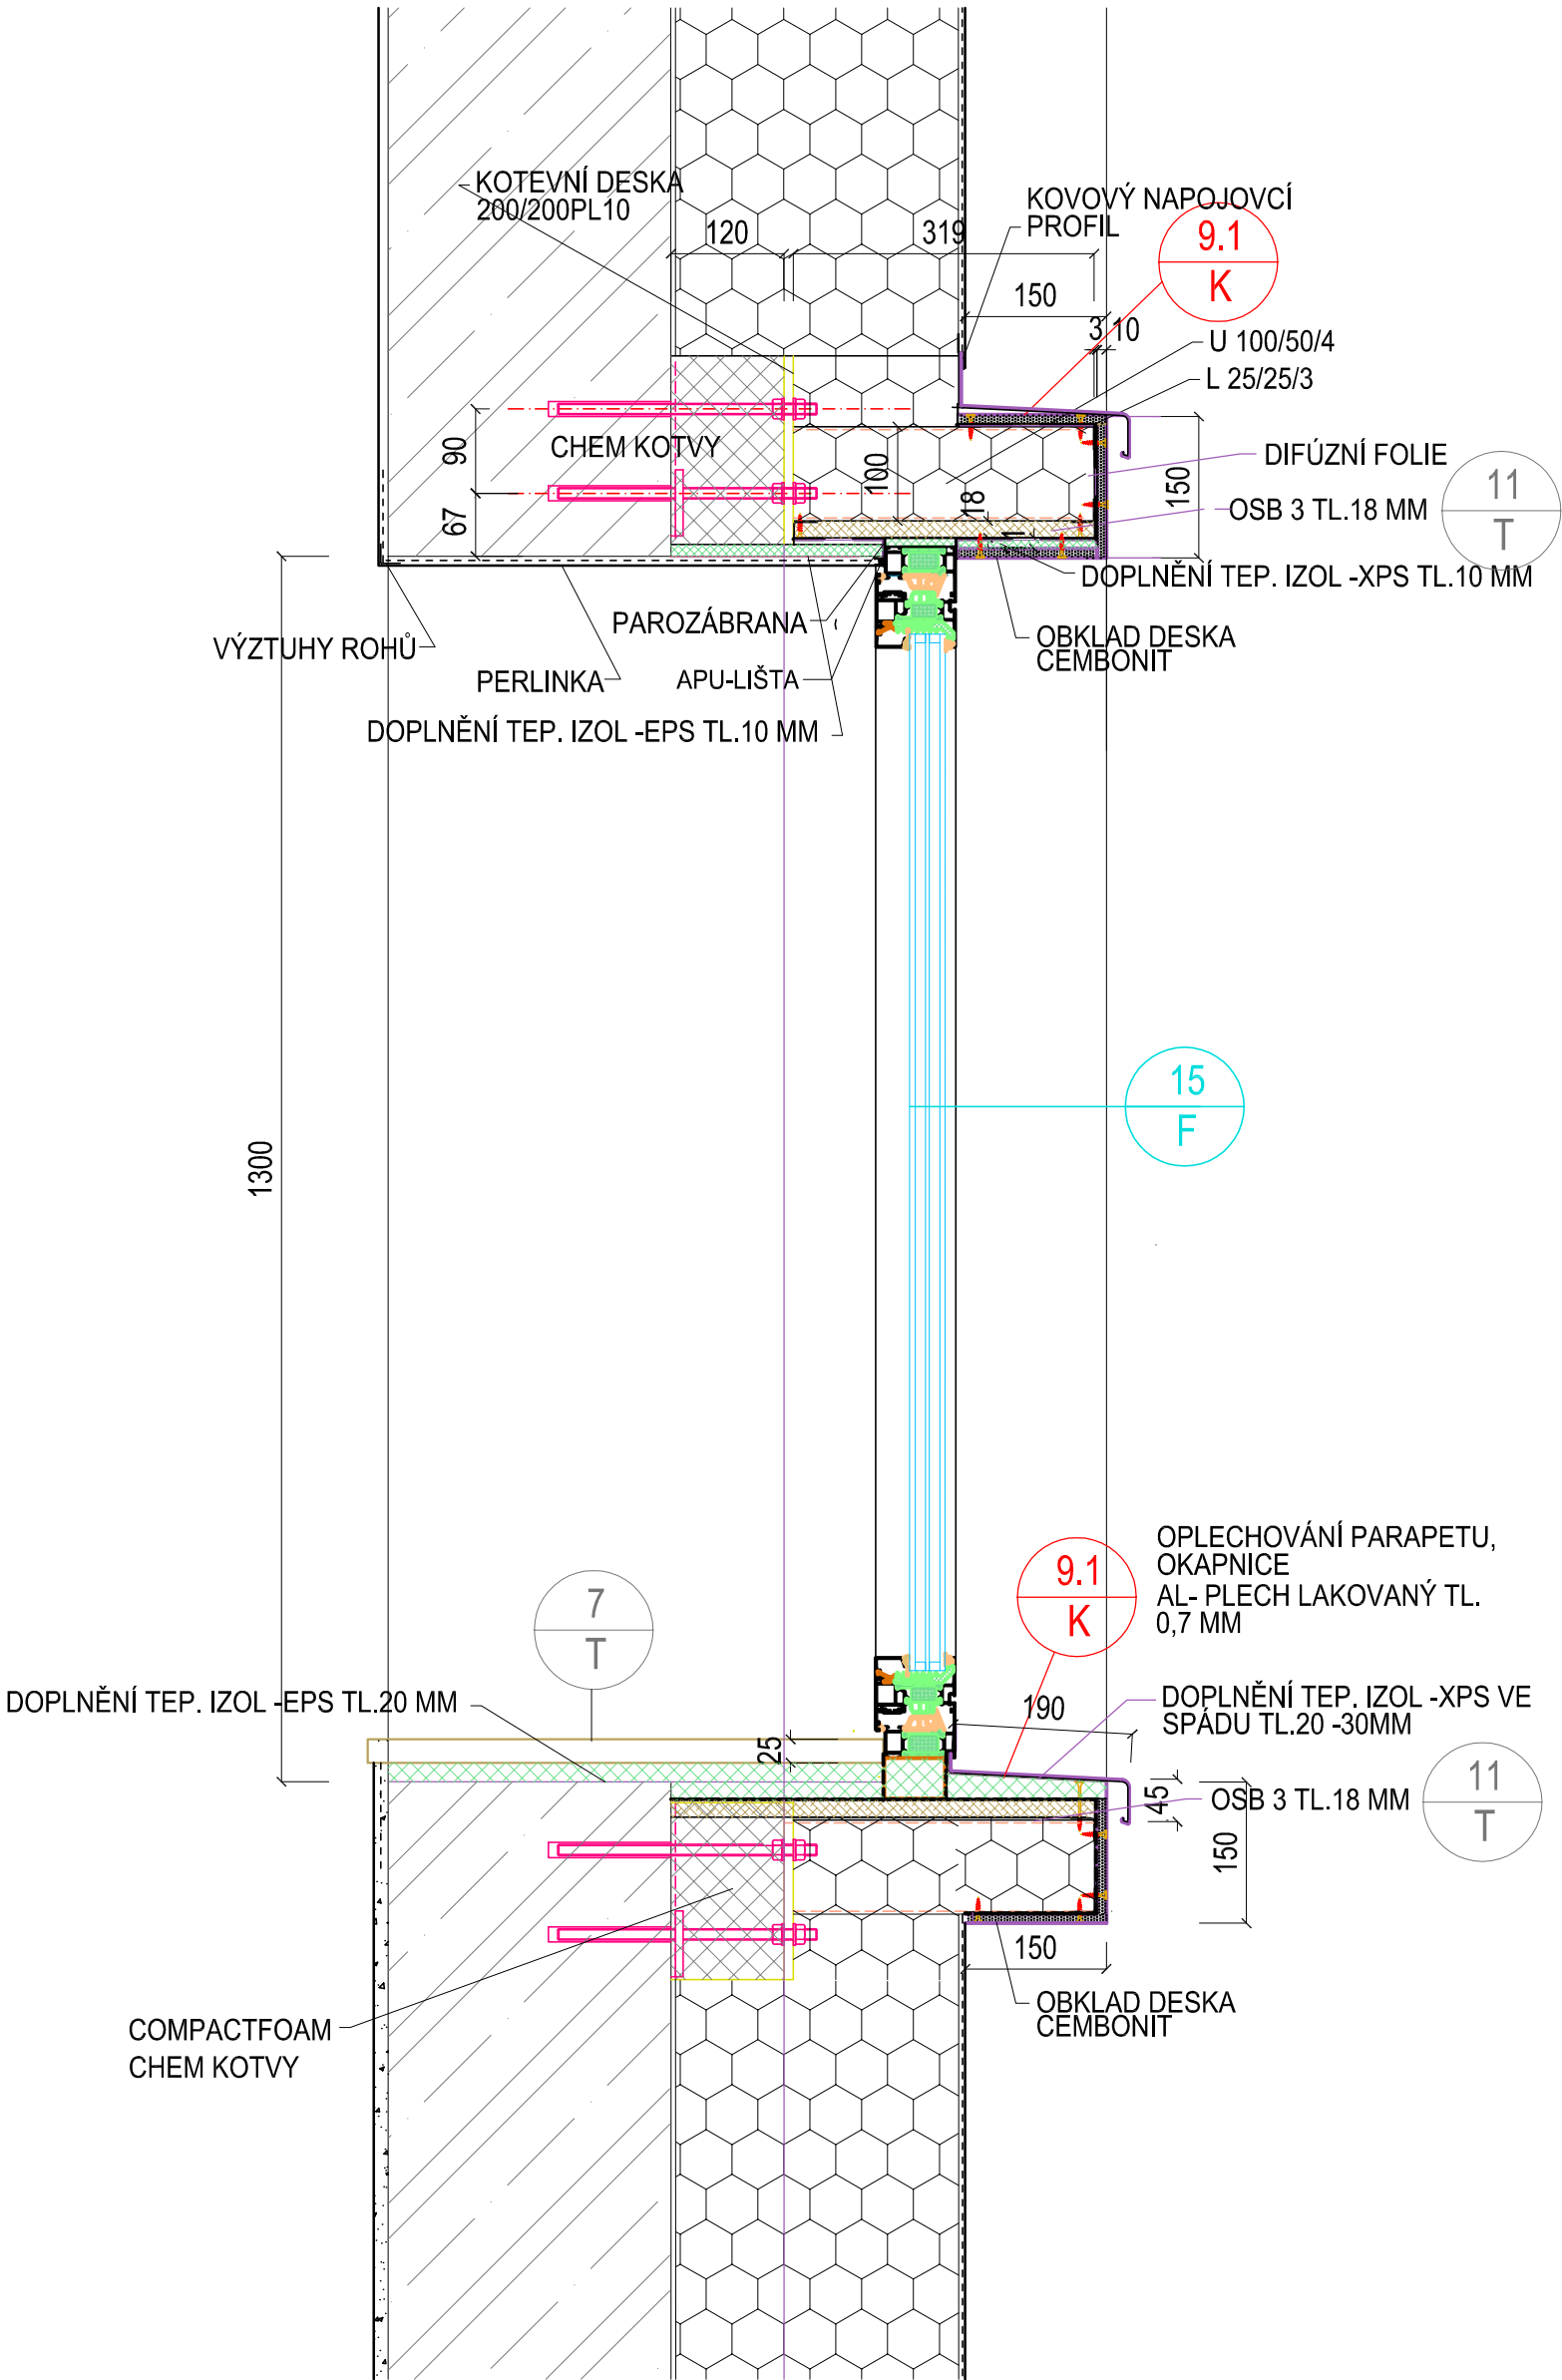 KOTEVNÍ DESKA
200/200PL10
KOVOVÝ NAPOJOVCÍ
PROFIL
120
319
9.1
K
150
3
10
U 100/50/4
L 25/25/3
90
CHEM KOTVY
100
DIFÚZNÍ FOLIE
11
T
150
18
OSB 3 TL.18 MM
67
1
DOPLNĚNÍ TEP. IZOL -XPS TL.10 MM
PAROZÁBRANA
VÝZTUHY ROHŮ
OBKLAD DESKA
CEMBONIT
PERLINKA
APU-LIŠTA
DOPLNĚNÍ TEP. IZOL -EPS TL.10 MM
15
F
1300
OPLECHOVÁNÍ PARAPETU,
OKAPNICE
AL- PLECH LAKOVANÝ TL.
0,7 MM
9.1
K
7
T
DOPLNĚNÍ TEP. IZOL -EPS TL.20 MM
190
DOPLNĚNÍ TEP. IZOL -XPS VE
SPÁDU TL.20 -30MM
25
45
OSB 3 TL.18 MM
11
T
150
150
OBKLAD DESKA
CEMBONIT
COMPACTFOAM
CHEM KOTVY